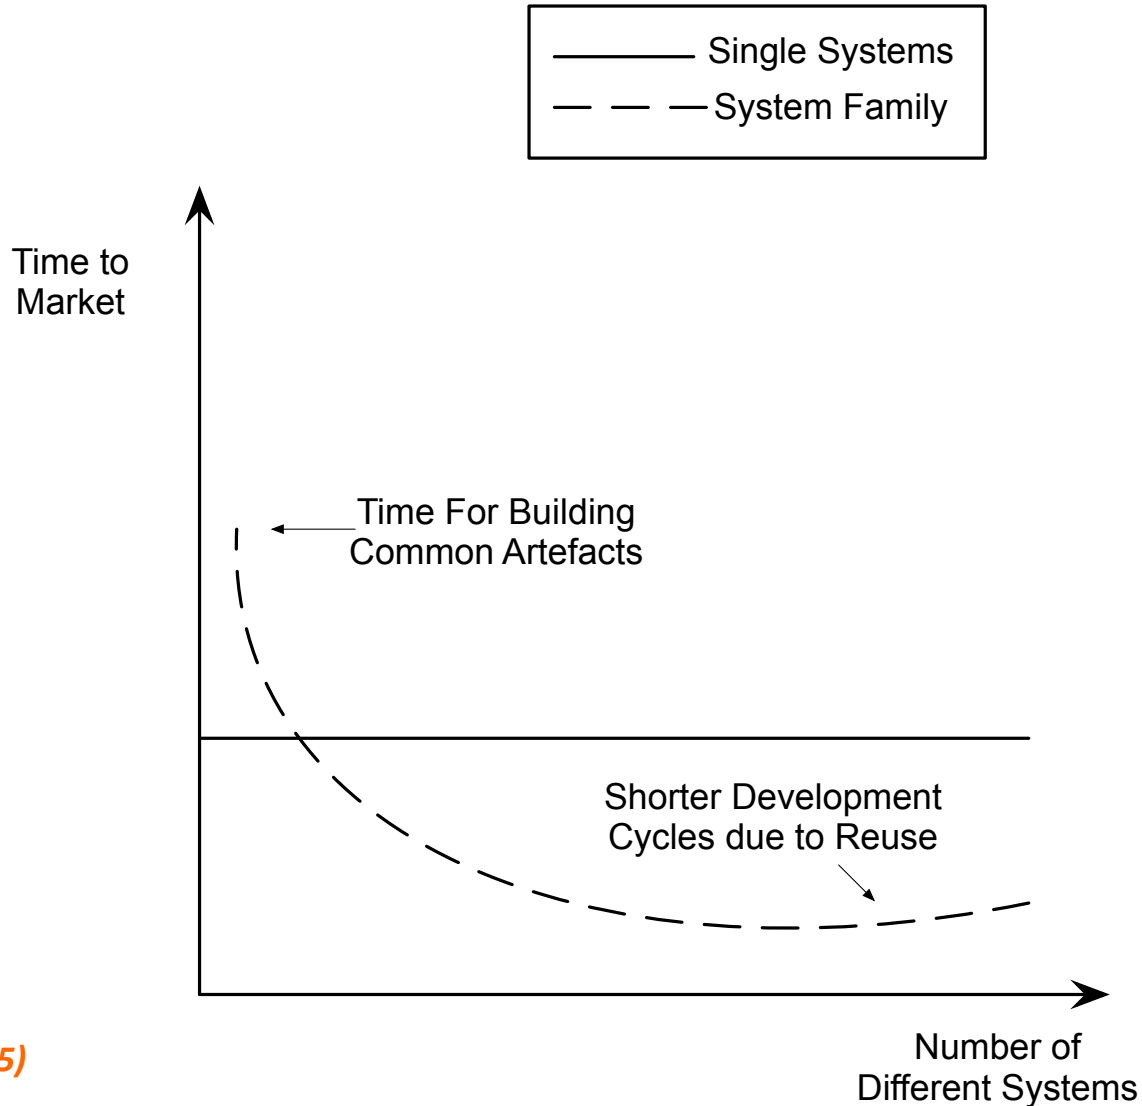 Single Systems
System Family
Time to
Market
Time For Building
Common Artefacts
Shorter Development
Cycles due to Reuse
Number of
Different Systems
5)